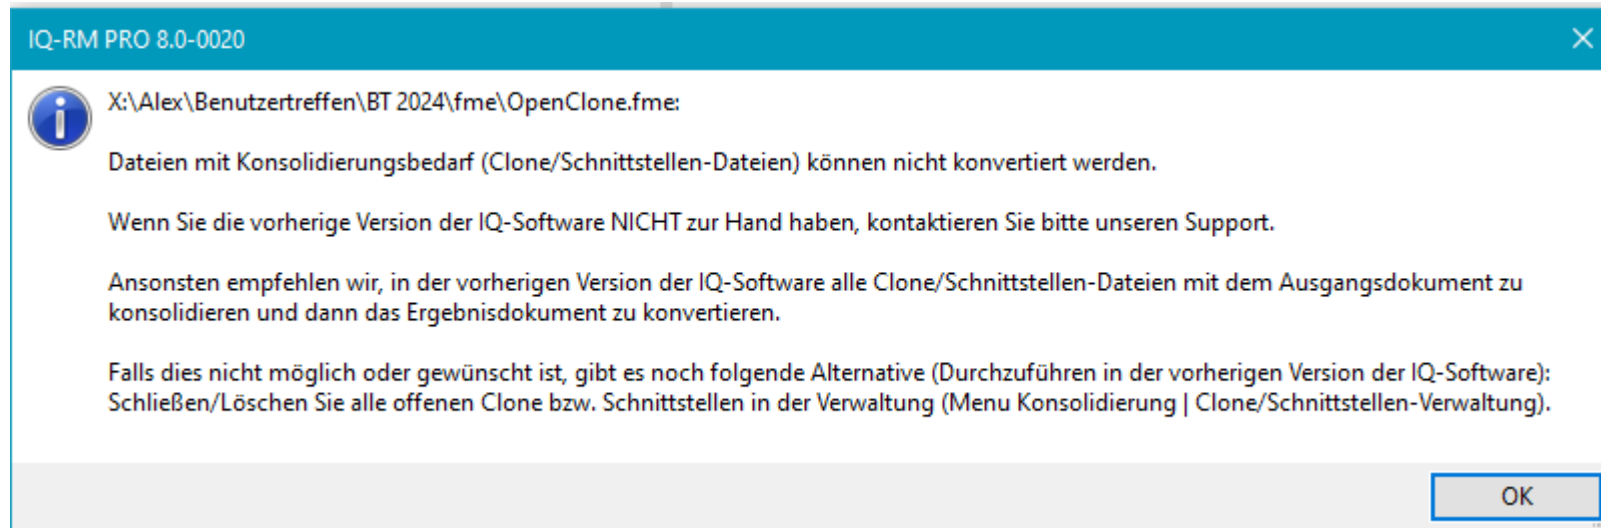 IQ-RM PRO 8.0-0020
X:\Alex\Benutzertreffen\BT 2024\fme\OpenClone.fme:
Dateien mit Konsolidierungsbedarf (Clone/Schnittstellen-Dateien) können nicht konvertiert werden.
Wenn Sie die vorherige Version der IQ-Software NICHT zur Hand haben, kontaktieren Sie bitte unseren Support.
Ansonsten empfehlen wir, in der vorherigen Version der IQ-Software alle Clone/Schnittstellen-Dateien mit dem Ausgangsdokument zu
konsolidieren und dann das Ergebnisdokument zu konvertieren.
Falls dies nicht möglich oder gewünscht ist, gibt es noch folgende Alternative (Durchzuführen in der vorherigen Version der IQ-Software):
Schließen/Löschen Sie alle offenen Clone bzw. Schnittstellen in der Verwaltung (Menu Konsolidierung | Clone/Schnittstellen-Verwaltung).
OK